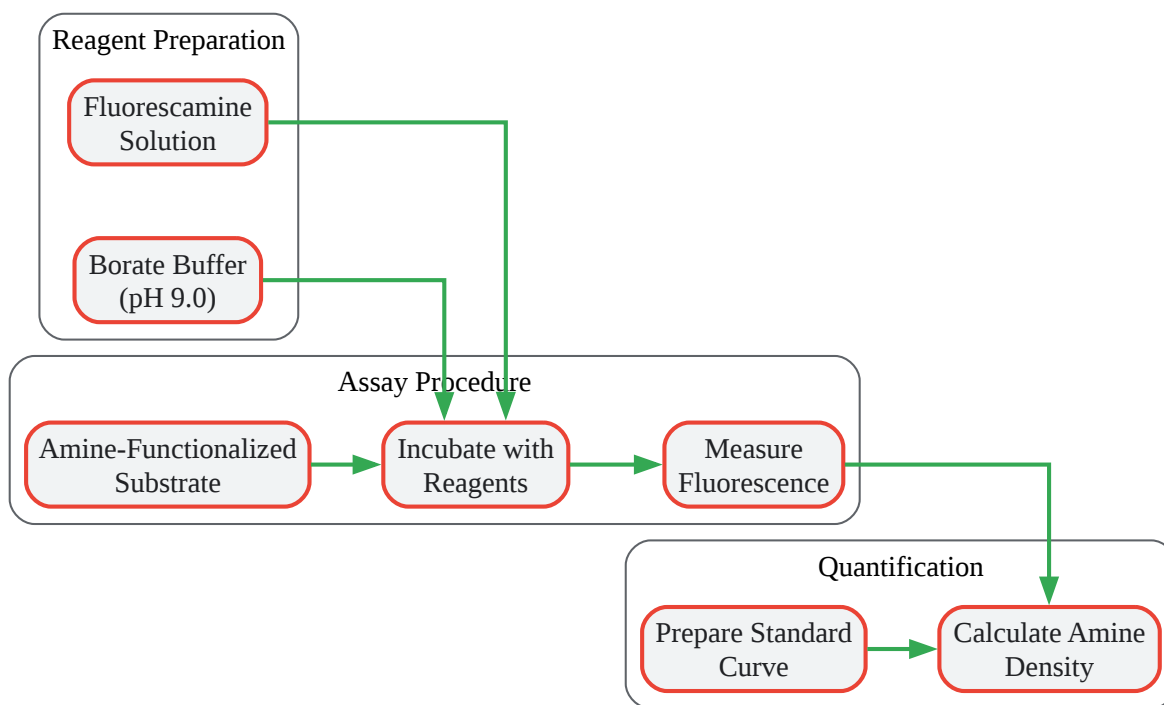 Reagent Preparation
Fluorescamine
Solution
Borate Buffer
(pH 9.0)
Assay Procedure
Amine-Functionalized
Substrate
Incubate with
Reagents
Measure
Fluorescence
Quantification
Prepare Standard
Curve
Calculate Amine
Density